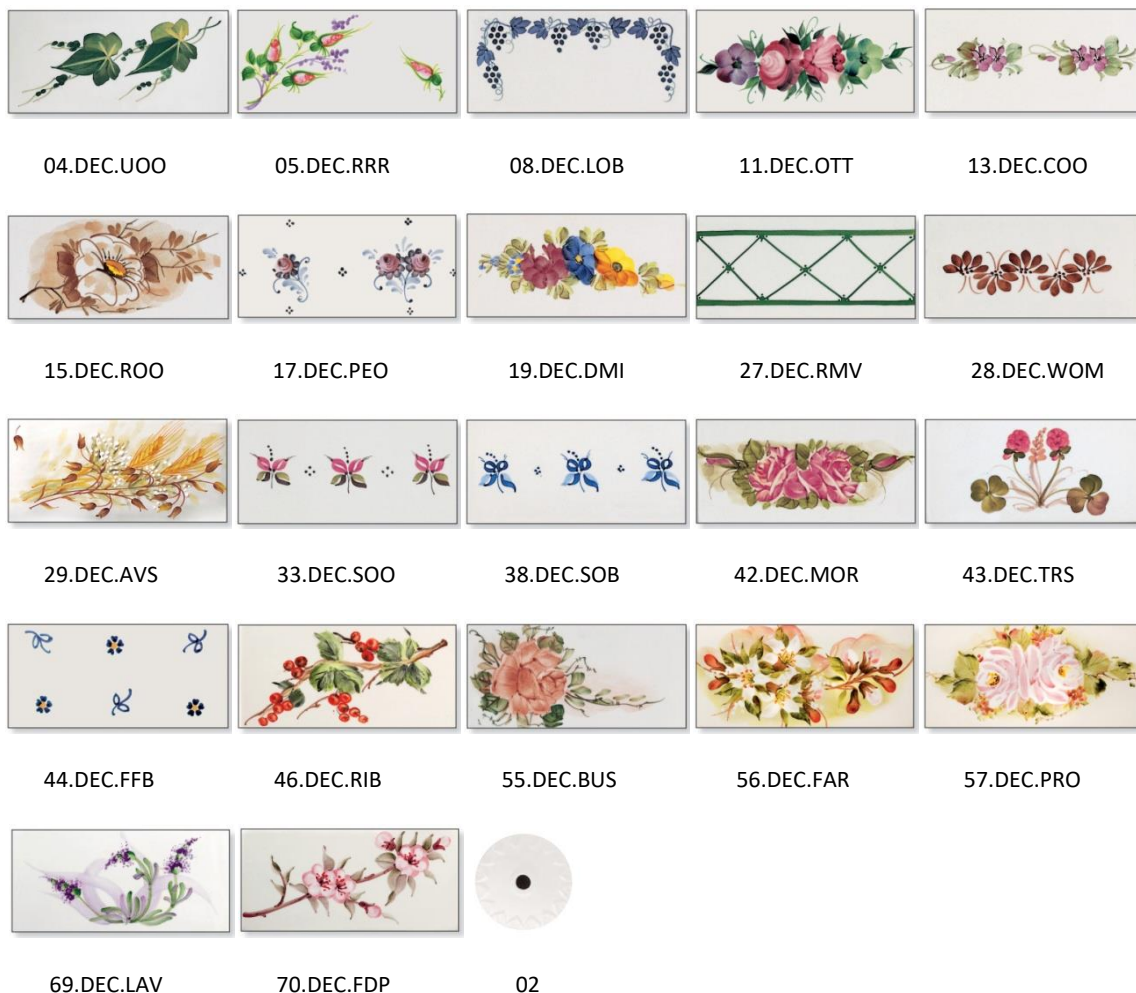 04.DEC.UOO 05.DEC.RRR 08.DEC.LOB 11.DEC.OTT 13.DEC.COO
15.DEC.ROO 17.DEC.PEO 19.DEC.DMI 27.DEC.RMV 28.DEC.WOM
29.DEC.AVS 33.DEC.SOO 38.DEC.SOB 42.DEC.MOR 43.DEC.TRS
44.DEC.FFB 46.DEC.RIB 55.DEC.BUS 56.DEC.FAR 57.DEC.PRO
69.DEC.LAV 70.DEC.FDP 02